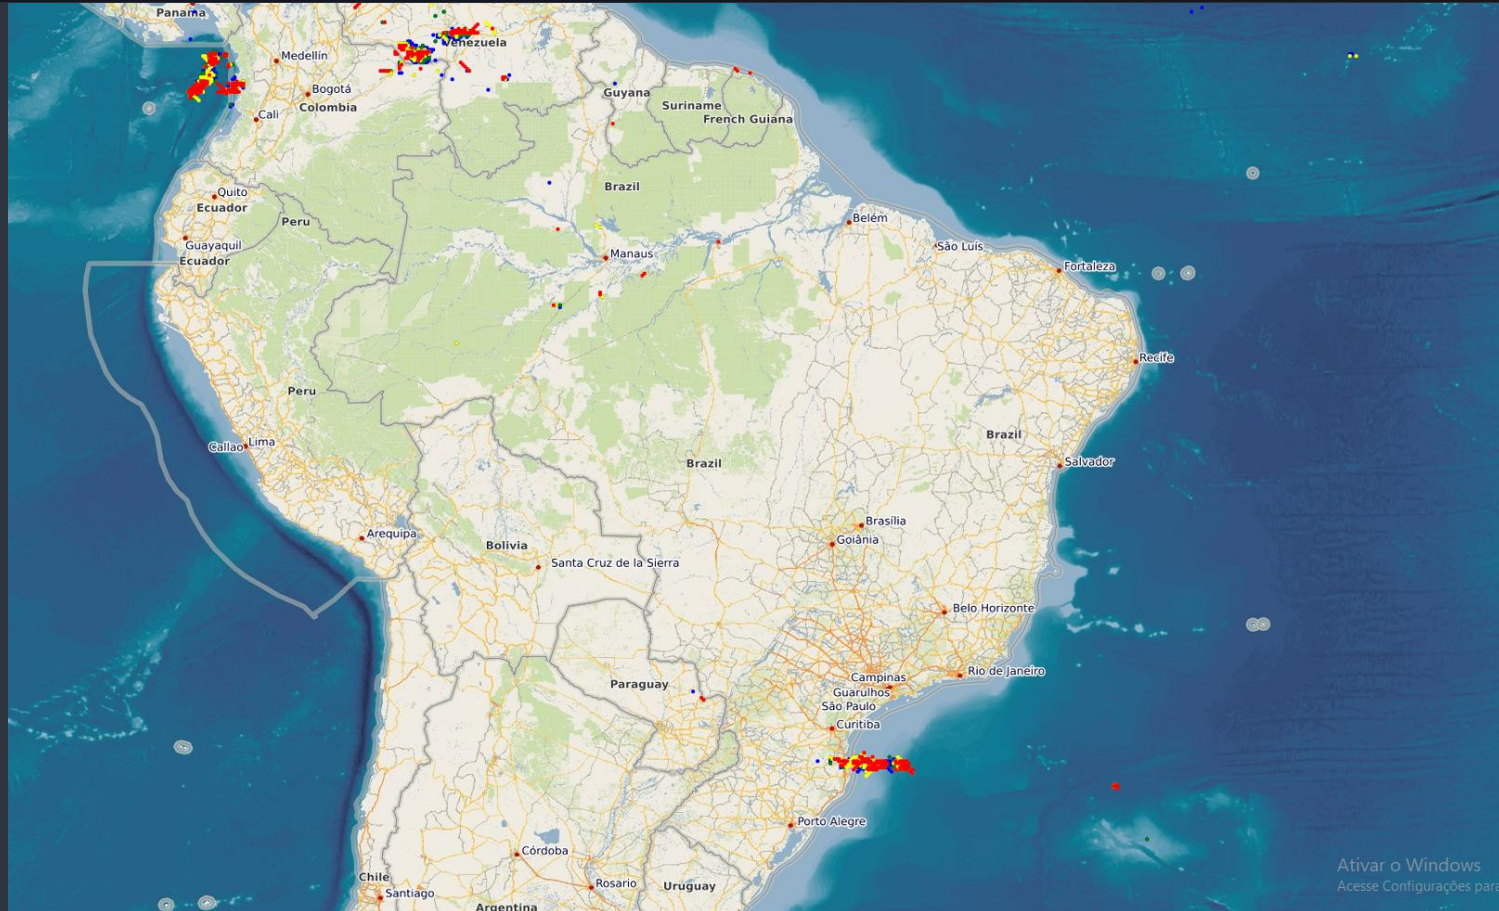 Panama
Venezuela
Medellín
Bogotá
Colombia
Cali
Guyana
Suriname
French Guiana
Quito
Ecuador
Peru
Brazil
Belém
Guayaquil
Ecuador
Manaus
São Luís
Fortaleza
Recife
Peru
Callao
Lima
Brazil
Brazil
Salvador
Arequipa
Brasília
Goiânia
Bolivia
Santa Cruz de la Sierra
Belo Horizonte
Paraguay
Rio de Janeiro
Campinas
Guarulhos
São Paulo
Curitiba
Porto Alegre
Córdoba
Chile
Santiago
Rosario
Uruguay
Argentina
Ativar o Windows
Acesse Configurações para